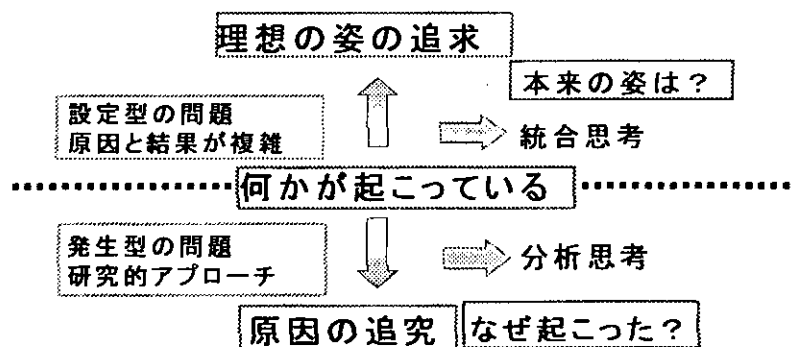 理想の姿の追求
本来の姿は?
設定型の問題
原因と結果が複雑
統合思考
何かが起こっている
発生型の問題
研究的アプローチ
分析思考
原因の追究
なぜ起こった?